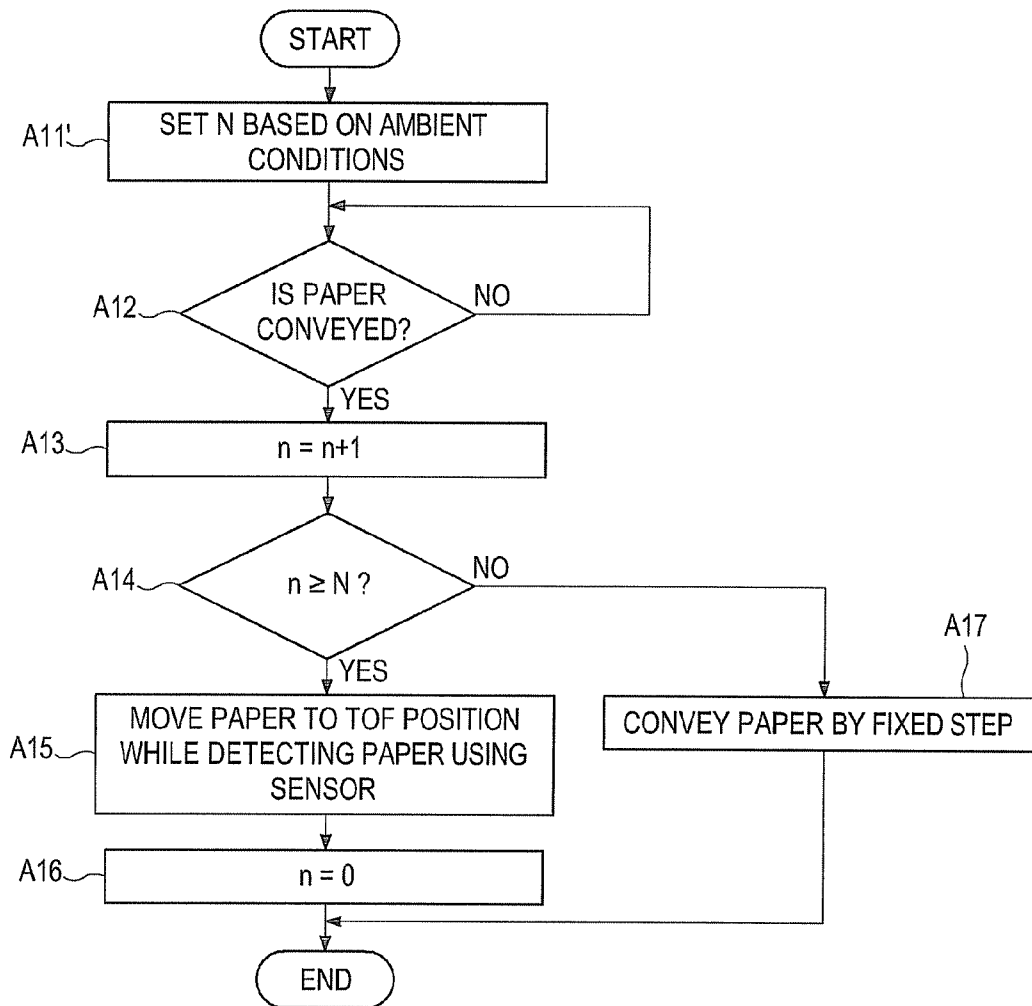 START
A11'
SET N BASED ON AMBIENT
CONDITIONS
A12
IS PAPER
CONVEYED?
NO
YES
A13
n = n+1
A14
n ≥ N ?
NO
YES
A17
A15
MOVE PAPER TO TOF POSITION
WHILE DETECTING PAPER USING
SENSOR
CONVEY PAPER BY FIXED STEP
A16
n = 0
END